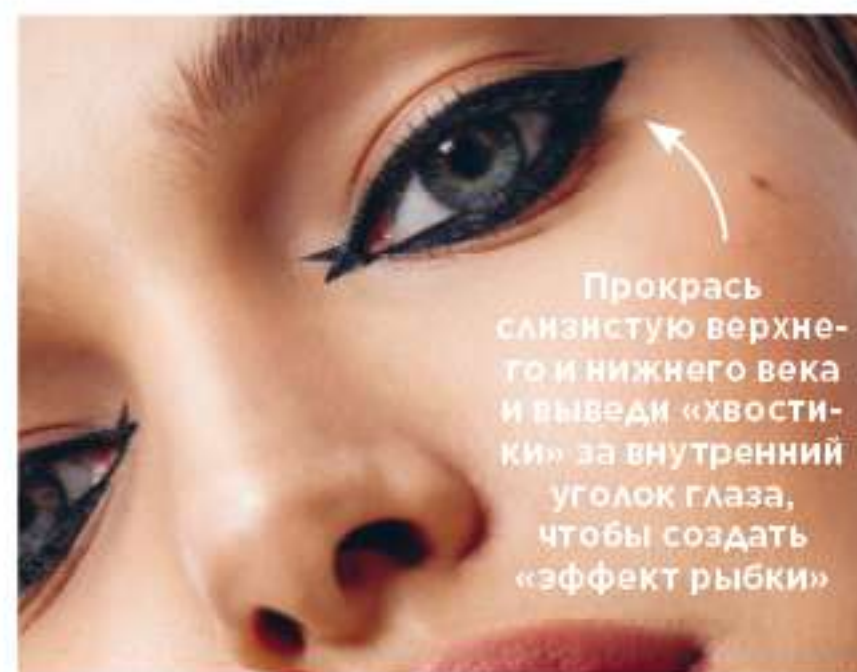 Прокрась
слизистую верхне-
го и нижнего века
и выведи «хвости-
ки» за внутренний
уголок глаза,
чтобы создать
«эффект рыбки»